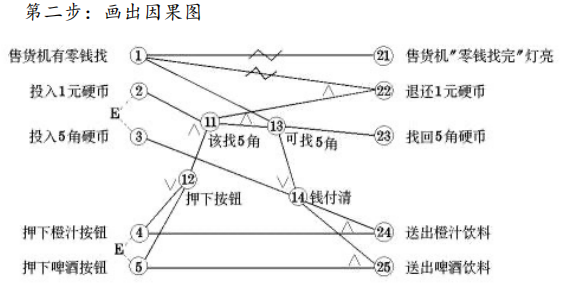 第二步：画出因果图
售货机有零钱找 1 21 售货机"零钱找完"灯亮
投入1元硬币 2 22 退还1元硬币
E 11 ∧ 该找5角 ∧ 13 可找5角 ∧
投入5角硬币 3 23 找回5角硬币
∨ 12 押下按钮 ∨ 14 钱付清
押下橙汁按钮 4 ∧ 24 送出橙汁饮料
E
押下啤酒按钮 5 ∧ 25 送出啤酒饮料